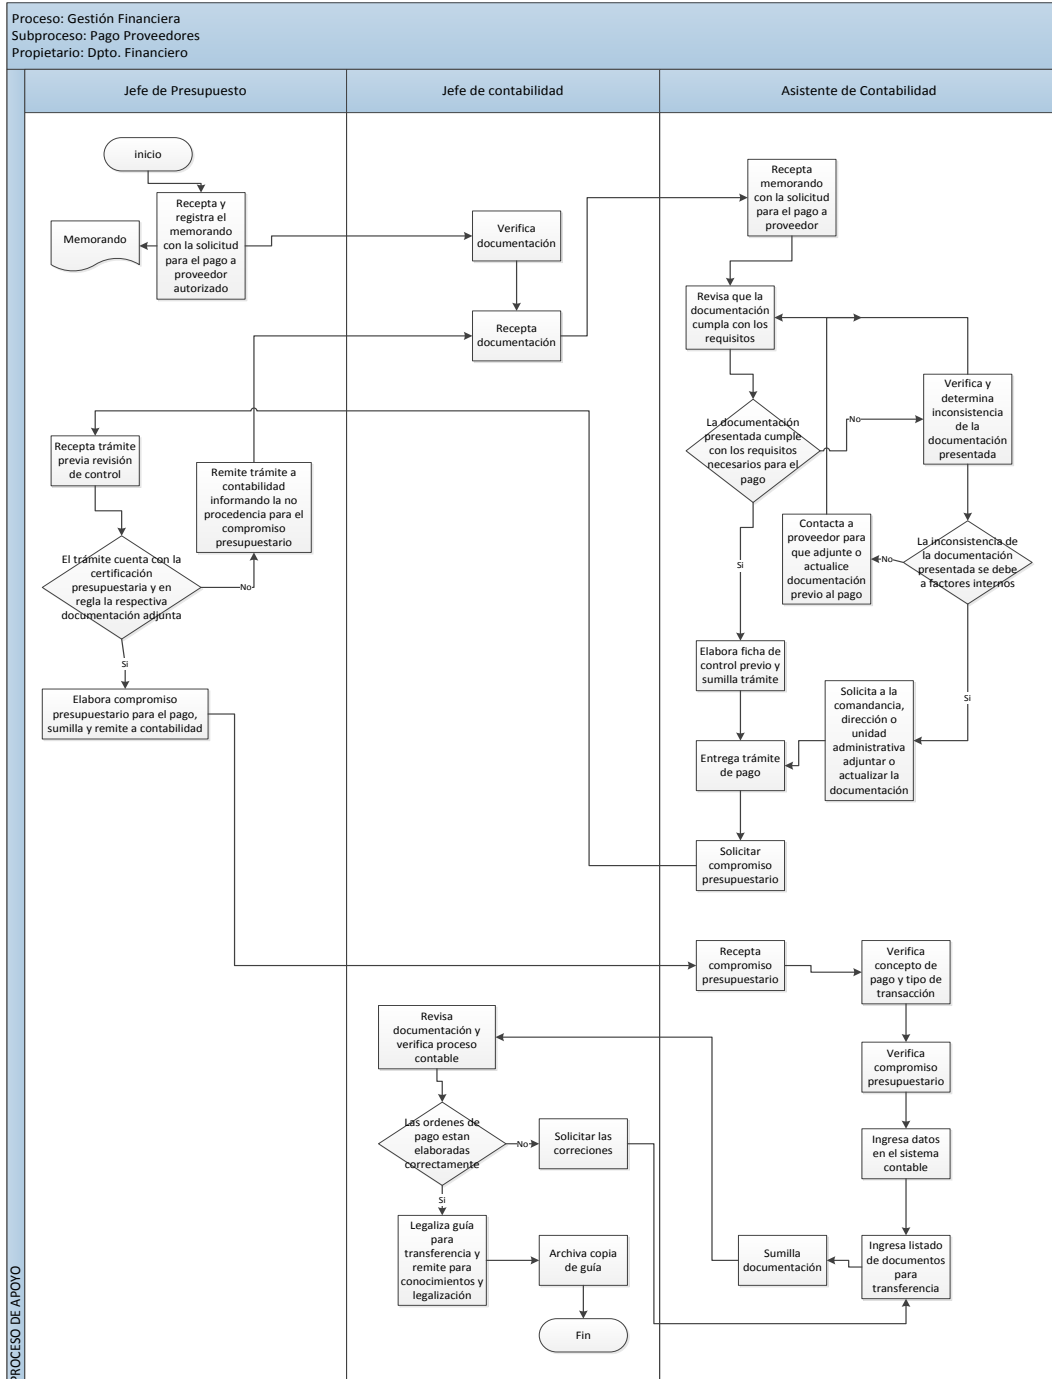 Proceso: Gestión Financiera
Subproceso: Pago Proveedores
Propietario: Dpto. Financiero
Jefe de Presupuesto
Jefe de contabilidad
Asistente de Contabilidad
inicio
Recepta y
registra el
memorando
con la solicitud
para el pago a
proveedor
autorizado
Memorando
Verifica
documentación
Recepta
documentación
Recepta
memorando
con la solicitud
para el pago a
proveedor
Revisa que la
documentación
cumpla con los
requisitos
La documentación
presentada cumple
con los requisitos
necesarios para el
pago
No
Verifica y
determina
inconsistencia
de la
documentación
presentada
Recepta trámite
previa revisión
de control
Remite trámite a
contabilidad
informando la no
procedencia para el
compromiso
presupuestario
El trámite cuenta con la
certificación
presupuestaria y en
regla la respectiva
documentación adjunta
No
Si
Contacta a
proveedor para
que adjunte o
actualice
documentación
previo al pago
No
La inconsistencia de
la documentación
presentada se debe
a factores internos
Si
Si
Elabora compromiso
presupuestario para el pago,
sumilla y remite a contabilidad
Elabora ficha de
control previo y
sumilla trámite
Solicita a la
comandancia,
dirección o
unidad
administrativa
adjuntar o
actualizar la
documentación
Entrega trámite
de pago
Solicitar
compromiso
presupuestario
Recepta
compromiso
presupuestario
Verifica
concepto de
pago y tipo de
transacción
Revisa
documentación y
verifica proceso
contable
Verifica
compromiso
presupuestario
Las ordenes de
pago estan
elaboradas
correctamente
No
Solicitar las
correciones
Ingresa datos
en el sistema
contable
Si
Legaliza guía
para
transferencia y
remite para
conocimientos y
legalización
Archiva copia
de guía
Sumilla
documentación
Ingresa listado
de documentos
para
transferencia
Fin
PROCESO DE APOYO